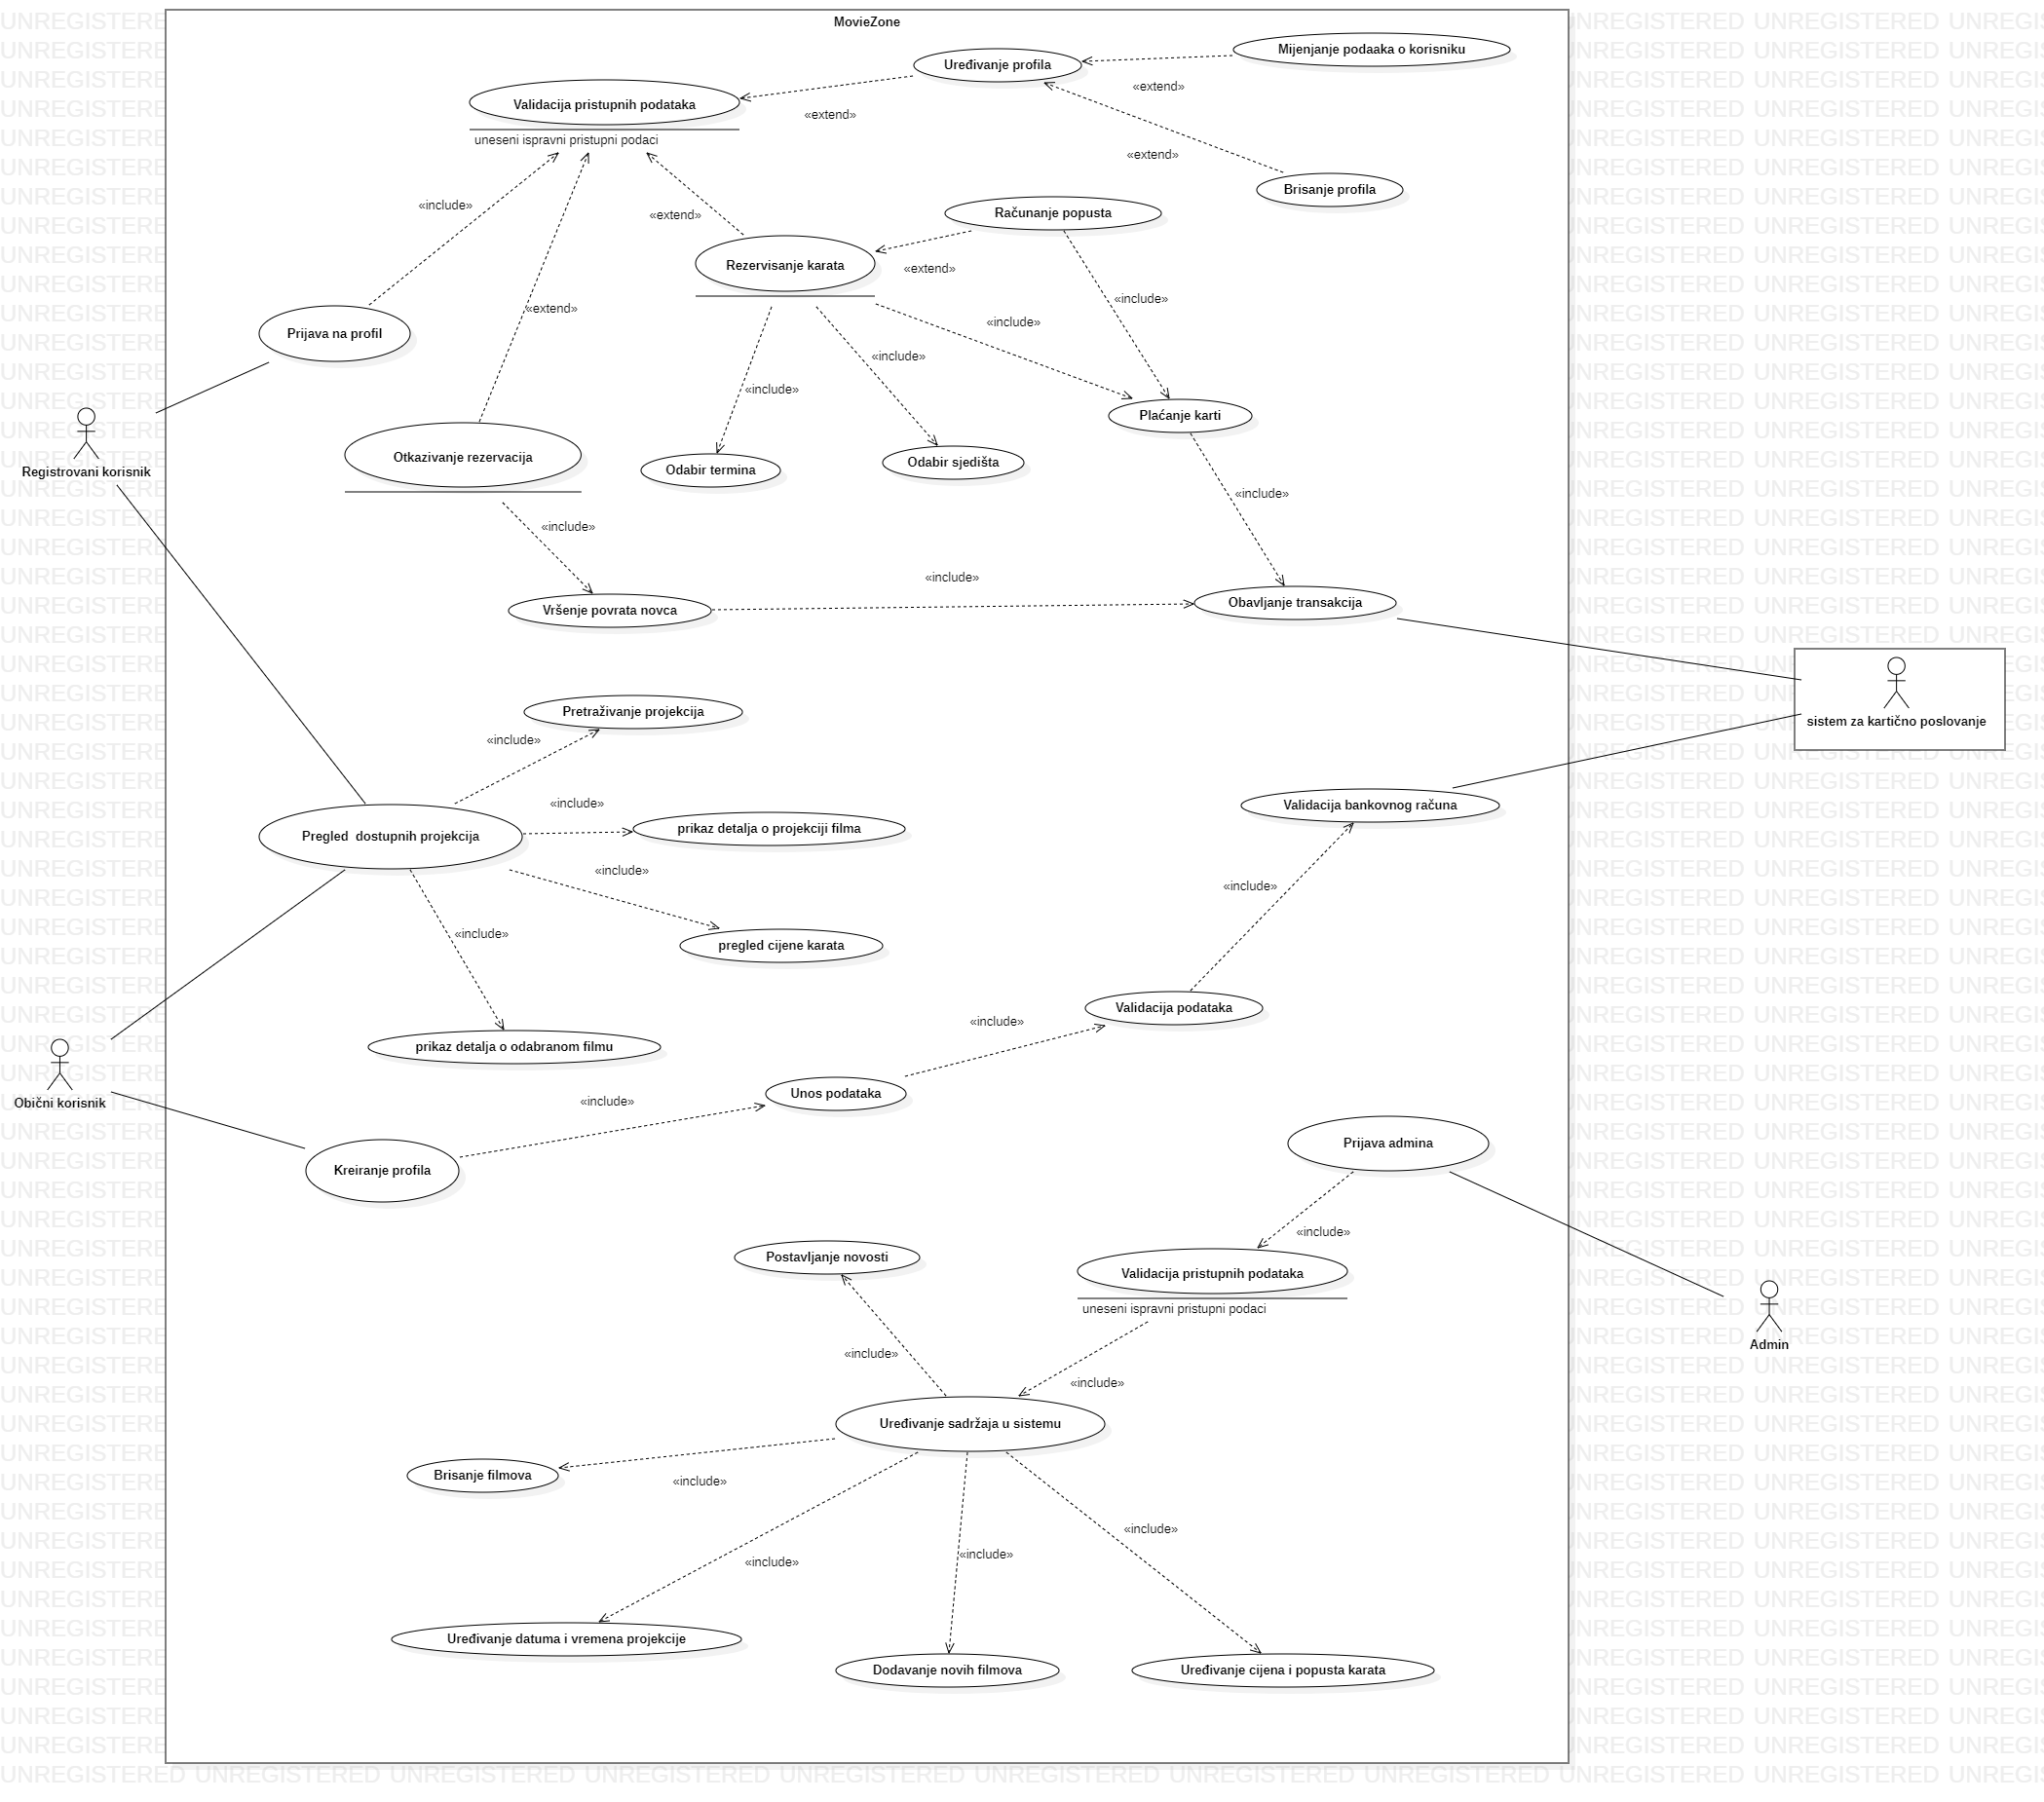 MovieZone
Mijenjanje podaaka o korisniku
Uređivanje profila
«extend»
Validacija pristupnih podataka
«extend»
uneseni ispravni pristupni podaci
«extend»
Brisanje profila
«include»
«extend»
Računanje popusta
Rezervisanje karata
«extend»
«include»
«extend»
«include»
Prijava na profil
«include»
«include»
Plaćanje karti
Registrovani korisnik
Otkazivanje rezervacija
Odabir termina
Odabir sjedišta
«include»
«include»
«include»
Vršenje povrata novca
Obavljanje transakcija
Pretraživanje projekcija
sistem za kartično poslovanje
«include»
«include»
Validacija bankovnog računa
Pregled  dostupnih projekcija
prikaz detalja o projekciji filma
«include»
«include»
«include»
pregled cijene karata
Validacija podataka
«include»
prikaz detalja o odabranom filmu
Obični korisnik
Unos podataka
«include»
Prijava admina
Kreiranje profila
«include»
Postavljanje novosti
Validacija pristupnih podataka
uneseni ispravni pristupni podaci
Admin
«include»
«include»
Uređivanje sadržaja u sistemu
Brisanje filmova
«include»
«include»
«include»
«include»
Uređivanje datuma i vremena projekcije
Dodavanje novih filmova
Uređivanje cijena i popusta karata
UNREGISTERED UNREGISTERED UNREGISTERED UNREGISTERED UNREGISTERED UNREGISTERED UNREGISTERED UNREGISTERED UNREGISTERED UNREGISTERED